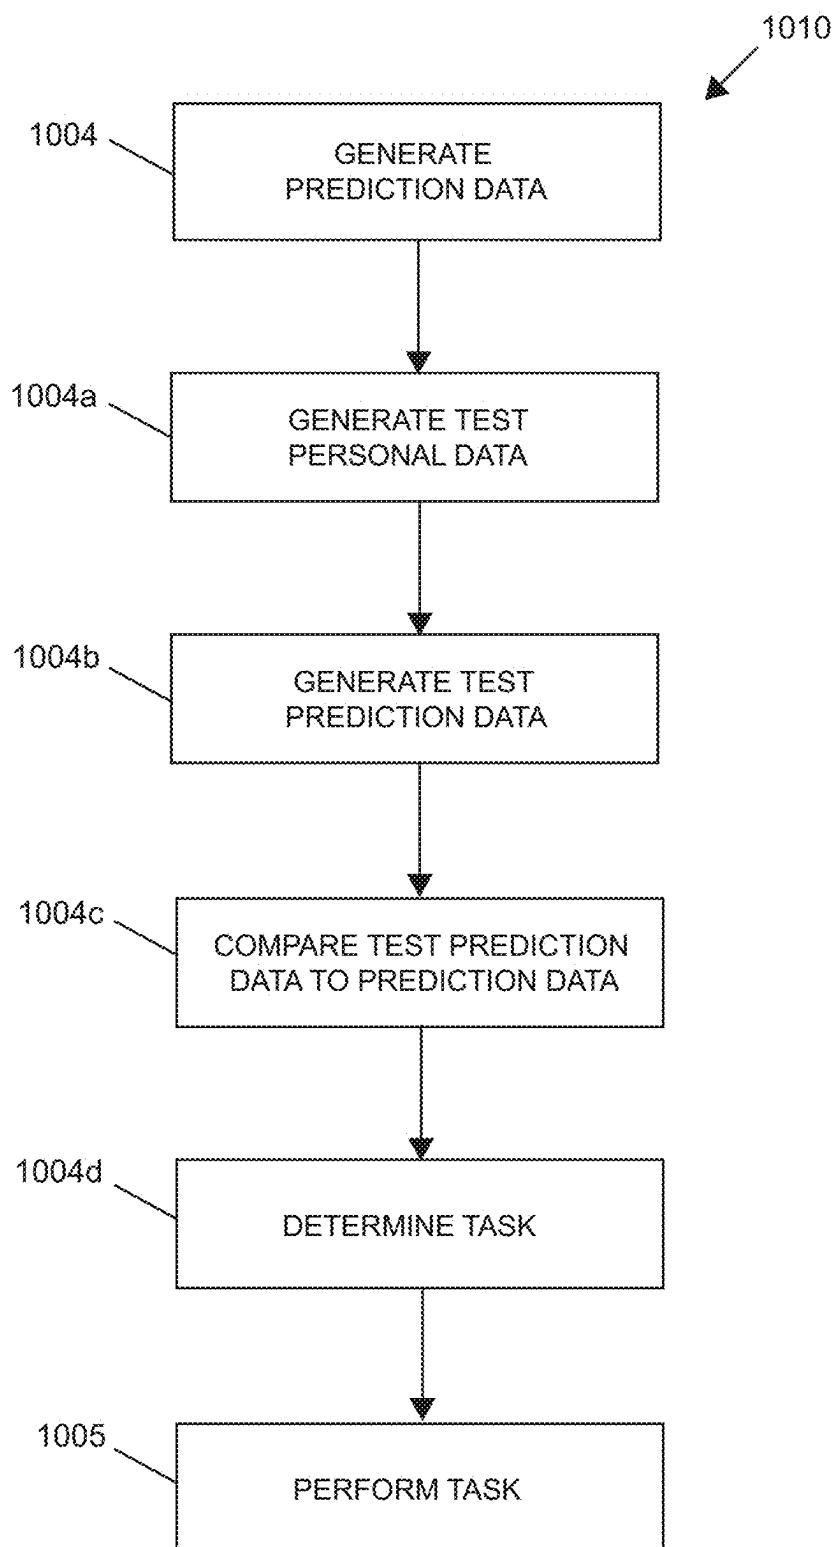 1010
1004
GENERATE
PREDICTION DATA
1004a
GENERATE TEST
PERSONAL DATA
1004b
GENERATE TEST
PREDICTION DATA
1004c
COMPARE TEST PREDICTION
DATA TO PREDICTION DATA
1004d
DETERMINE TASK
1005
PERFORM TASK